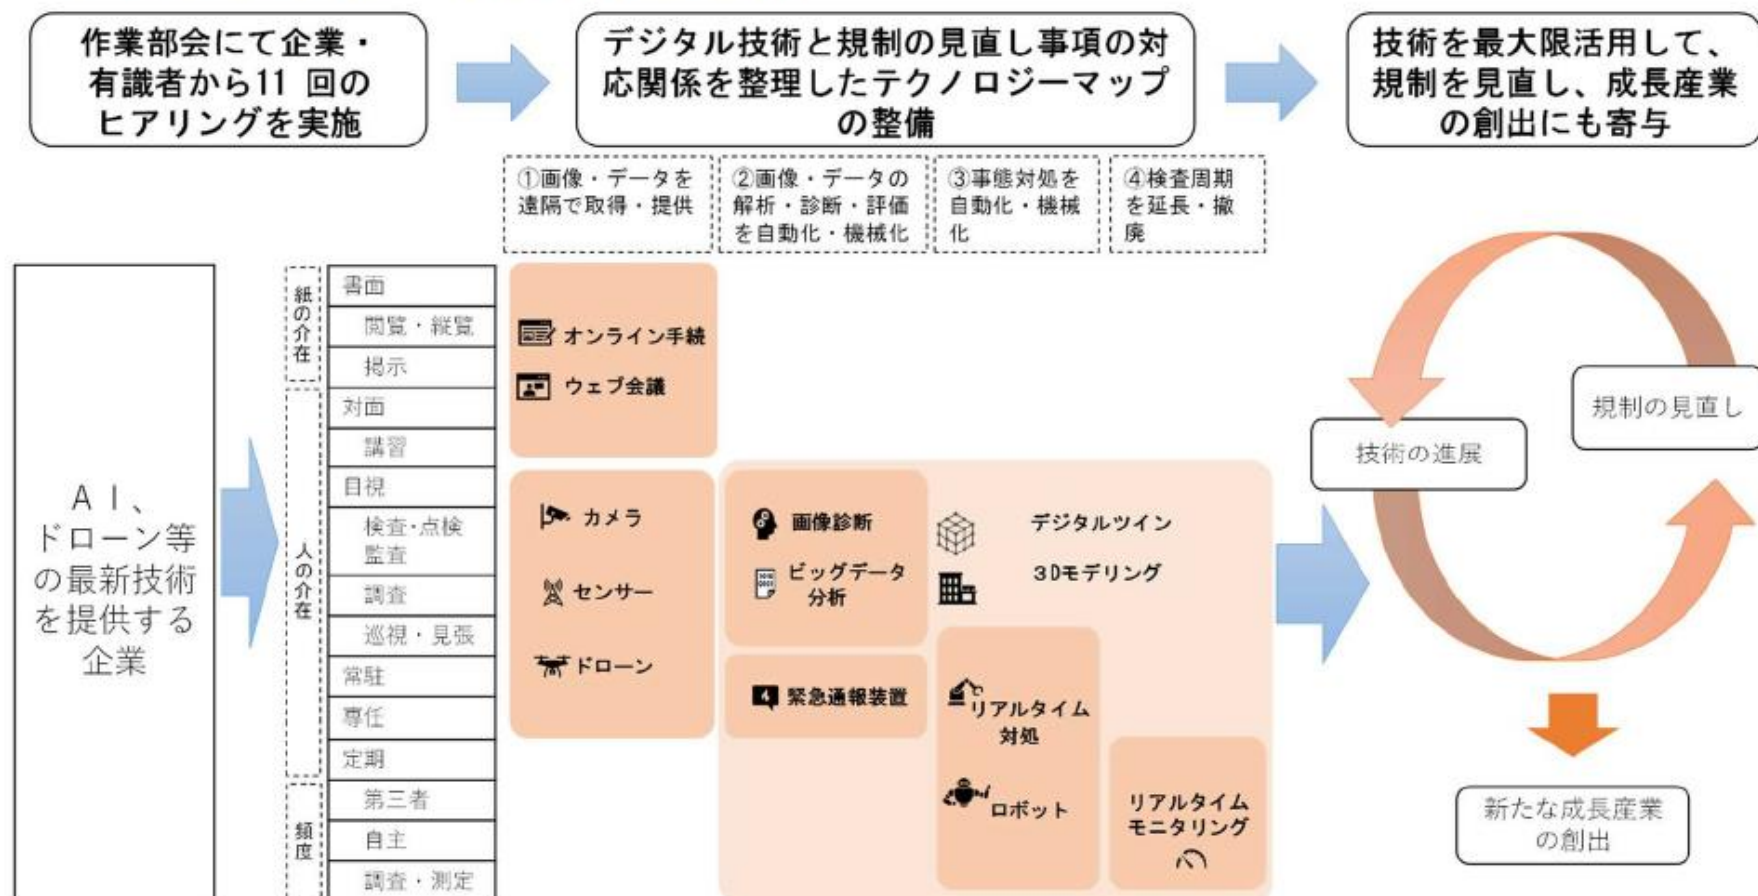 作業部会にて企業・
有識者から11 回の
ヒアリングを実施
デジタル技術と規制の見直し事項の対
応関係を整理したテクノロジーマップ
の整備
技術を最大限活用して、
規制を見直し、成長産業
の創出にも寄与
①画像・データを
遠隔で取得・提供
②画像・データの
解析・診断・評価
を自動化・機械化
③事態対処を
自動化・機械
化
④検査周期
を延長・撤
廃
ＡＩ、
ドローン等
の最新技術
を提供する
企業
紙の介在
人の介在
頻度
書面
閲覧・縦覧
掲示
対面
講習
目視
検査・点検
監査
調査
巡視・見張
常駐
専任
定期
第三者
自主
調査・測定
オンライン手続
ウェブ会議
カメラ
センサー
ドローン
画像診断
ビッグデータ
分析
緊急通報装置
デジタルツイン
3Dモデリング
リアルタイム
対処
ロボット
リアルタイム
モニタリング
規制の見直し
技術の進展
新たな成長産業
の創出